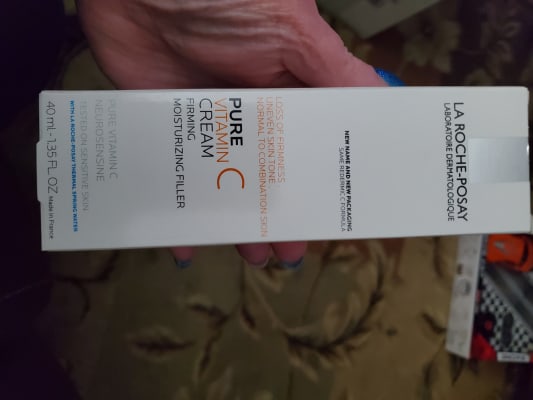 LA ROCHE-POSAY
LABORATOIRE DERMATOLOGIQUE
NEW NAME AND NEW PACKAGING
SAME REDERMIC C FORMULA
LOSS OF FIRMNESS
UNEVEN SKIN TONE
NORMAL TO COMBINATION SKIN
PURE
VITAMIN C
CREAM
FIRMING
MOISTURIZING FILLER
PURE VITAMIN C
NEUROSENSINE
TESTED ON SENSITIVE SKIN
WITH LA ROCHE-POSAY THERMAL SPRING WATER
40 ml - 1.35 FL. OZ Made in France